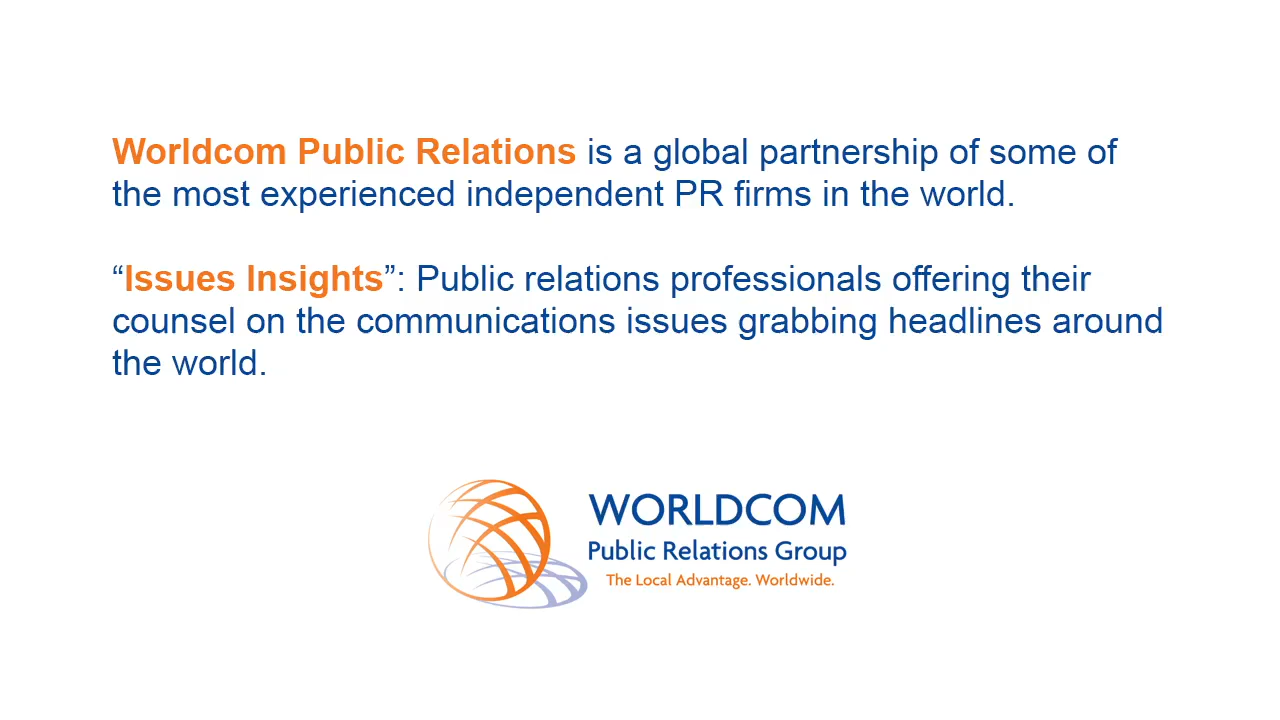 Worldcom Public Relations is a global partnership of some of
the most experienced independent PR firms in the world.
“Issues Insights”: Public relations professionals offering their
counsel on the communications issues grabbing headlines around
the world.
WORLDCOM
Public Relations Group
The Local Advantage. Worldwide.